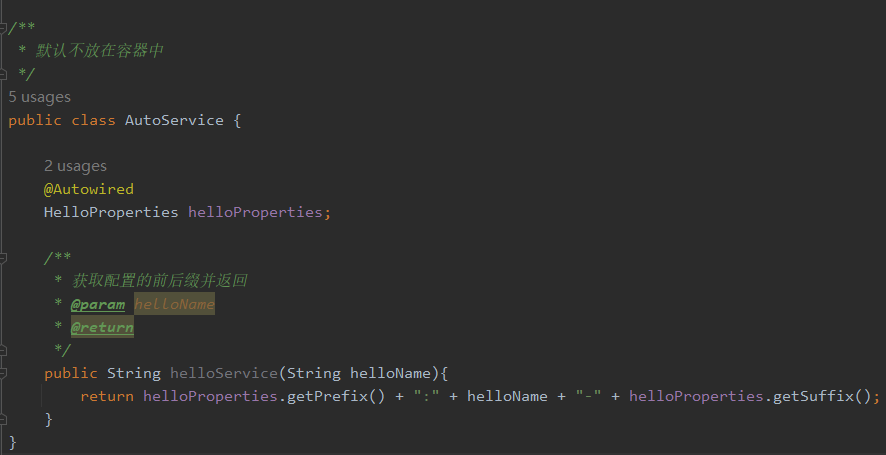 /**
* 默认不放在容器中
*/
5 usages
public class AutoService {
2 usages
@Autowired
HelloProperties helloProperties;
/**
* 获取配置的前后缀并返回
* @param helloName
* @return
*/
public String helloService(String helloName){
return helloProperties.getPrefix() + ":" + helloName + "-" + helloProperties.getSuffix();
}
}